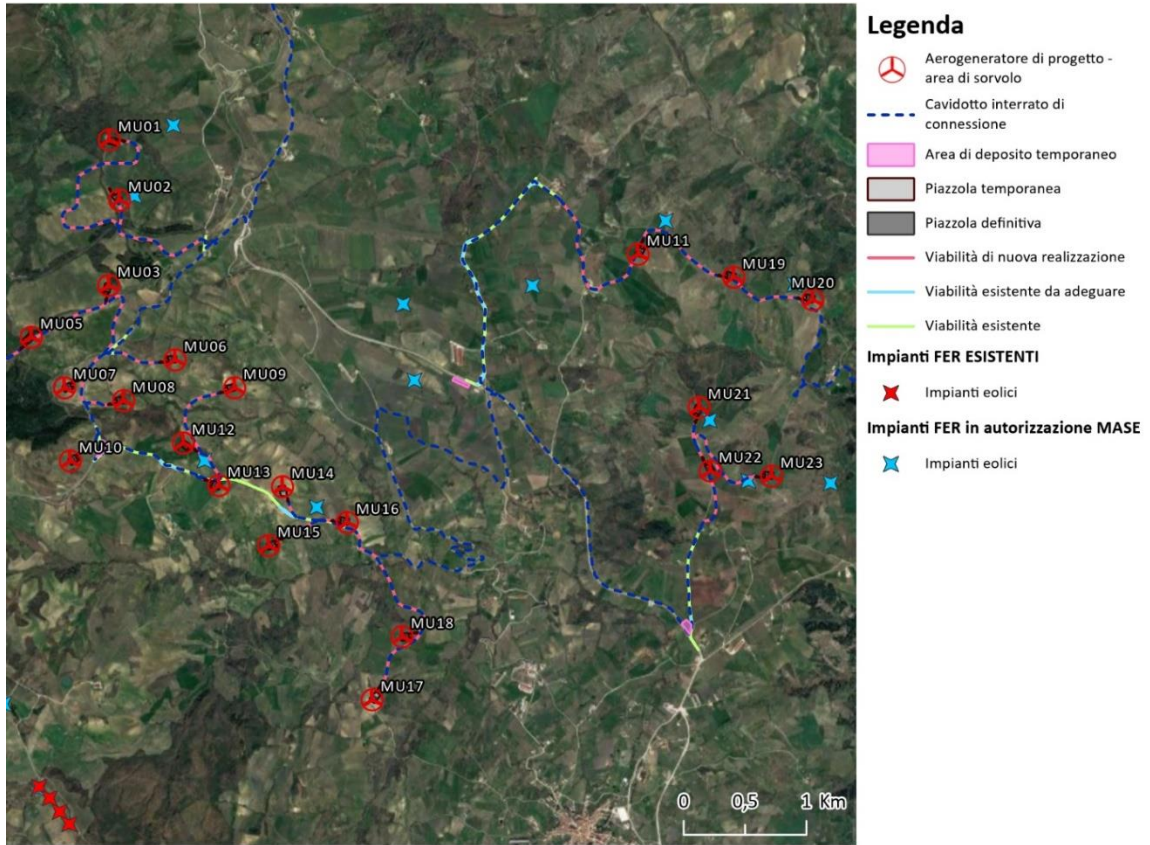 Legenda
Aerogeneratore di progetto -
area di sorvolo
Cavidotto interrato di
connessione
Area di deposito temporaneo
Piazzola temporanea
Piazzola definitiva
Viabilità di nuova realizzazione
Viabilità esistente da adeguare
Viabilità esistente
Impianti FER ESISTENTI
Impianti eolici
Impianti FER in autorizzazione MASE
Impianti eolici
MU01
MU02
MU03
MU05
MU06
MU07
MU08
MU09
MU10
MU12
MU13
MU14
MU15
MU16
MU18
MU17
MU11
MU19
MU20
MU21
MU22
MU23
0 0,5 1 Km